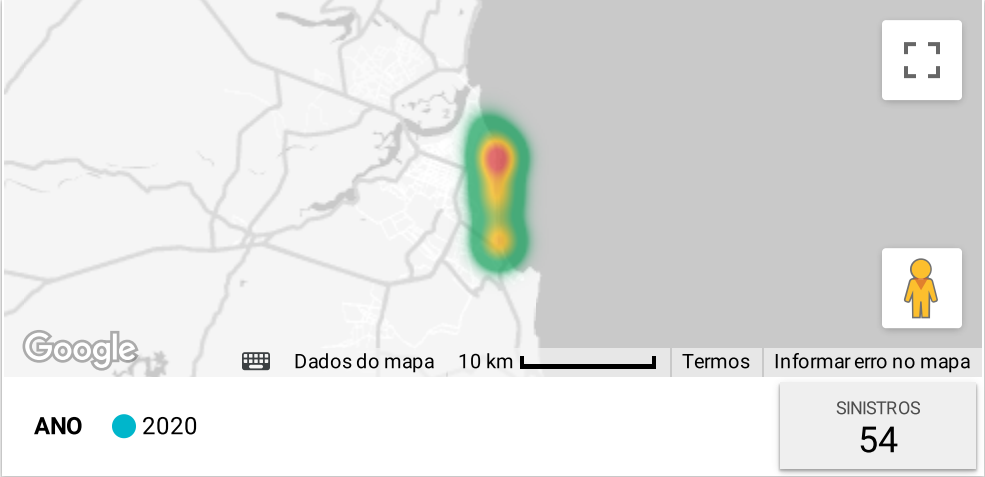 Google
Dados do mapa
10 km
Termos
Informar erro no mapa
ANO
2020
SINISTROS
54